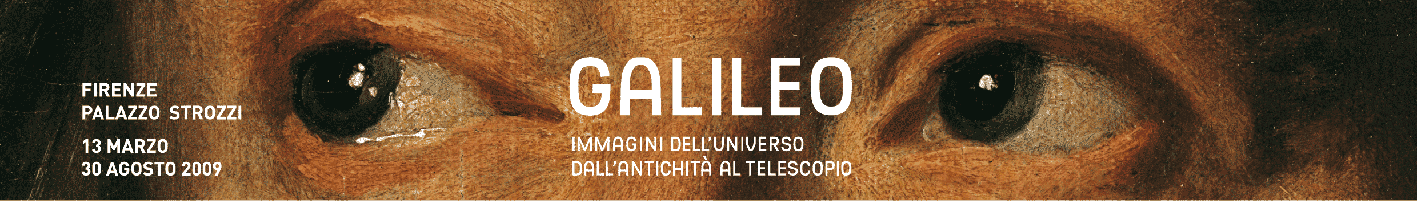 FIRENZE
PALAZZO STROZZI
13 MARZO
30 AGOSTO 2009
GALILEO
IMMAGINI DELL'UNIVERSO
DALL'ANTICHITÀ AL TELESCOPIO